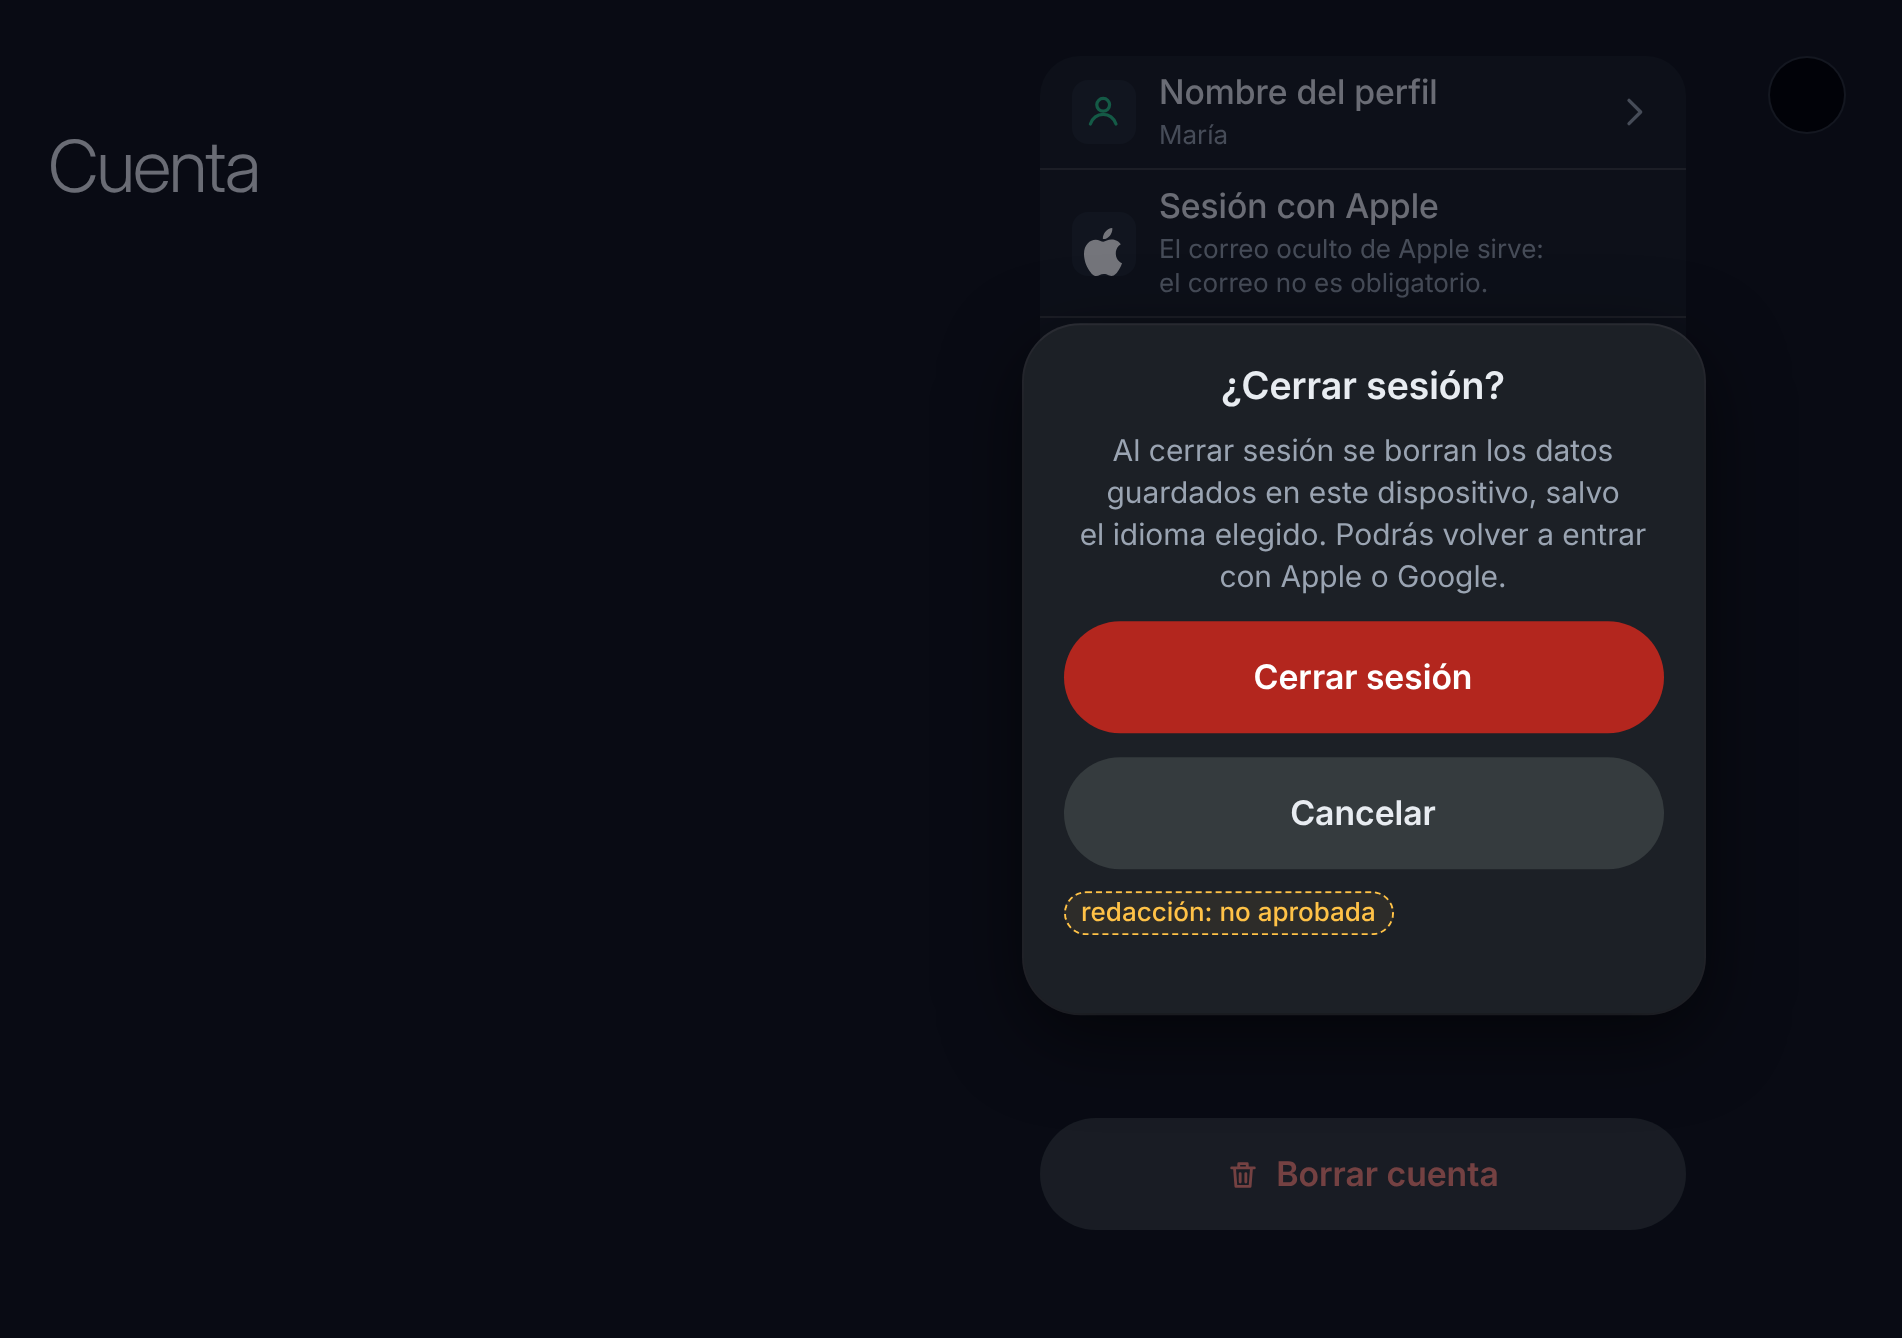 Cuenta
Nombre del perfil
María
Sesión con Apple
El correo oculto de Apple sirve:
el correo no es obligatorio.
¿Cerrar sesión?
Al cerrar sesión se borran los datos
guardados en este dispositivo, salvo
el idioma elegido. Podrás volver a entrar
con Apple o Google.
Cerrar sesión
Cancelar
redacción: no aprobada
Borrar cuenta